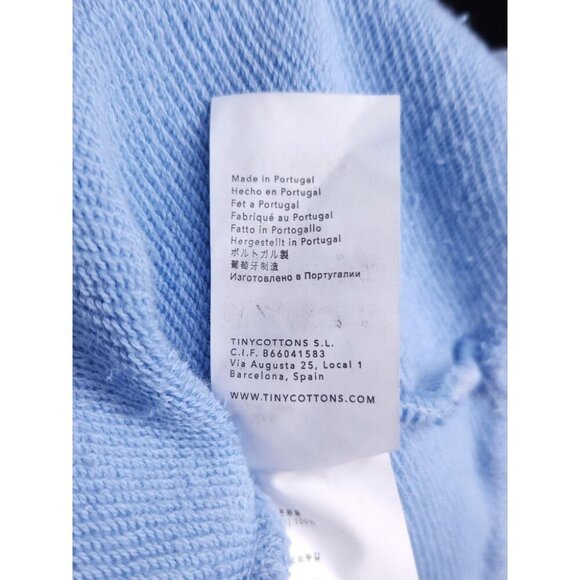 Made in Portugal
Hecho en Portugal
Fet a Portugal
Fabriqué au Portugal
Fatto in Portogallo
Hergestellt in Portugal
ポルトガル製
葡萄牙制造
Изготовлено в Португалии
TINYCOTTONS S.L.
C.I.F. B66041583
Via Augusta 25, Local 1
Barcelona, Spain
WWW.TINYCOTTONS.COM
100%